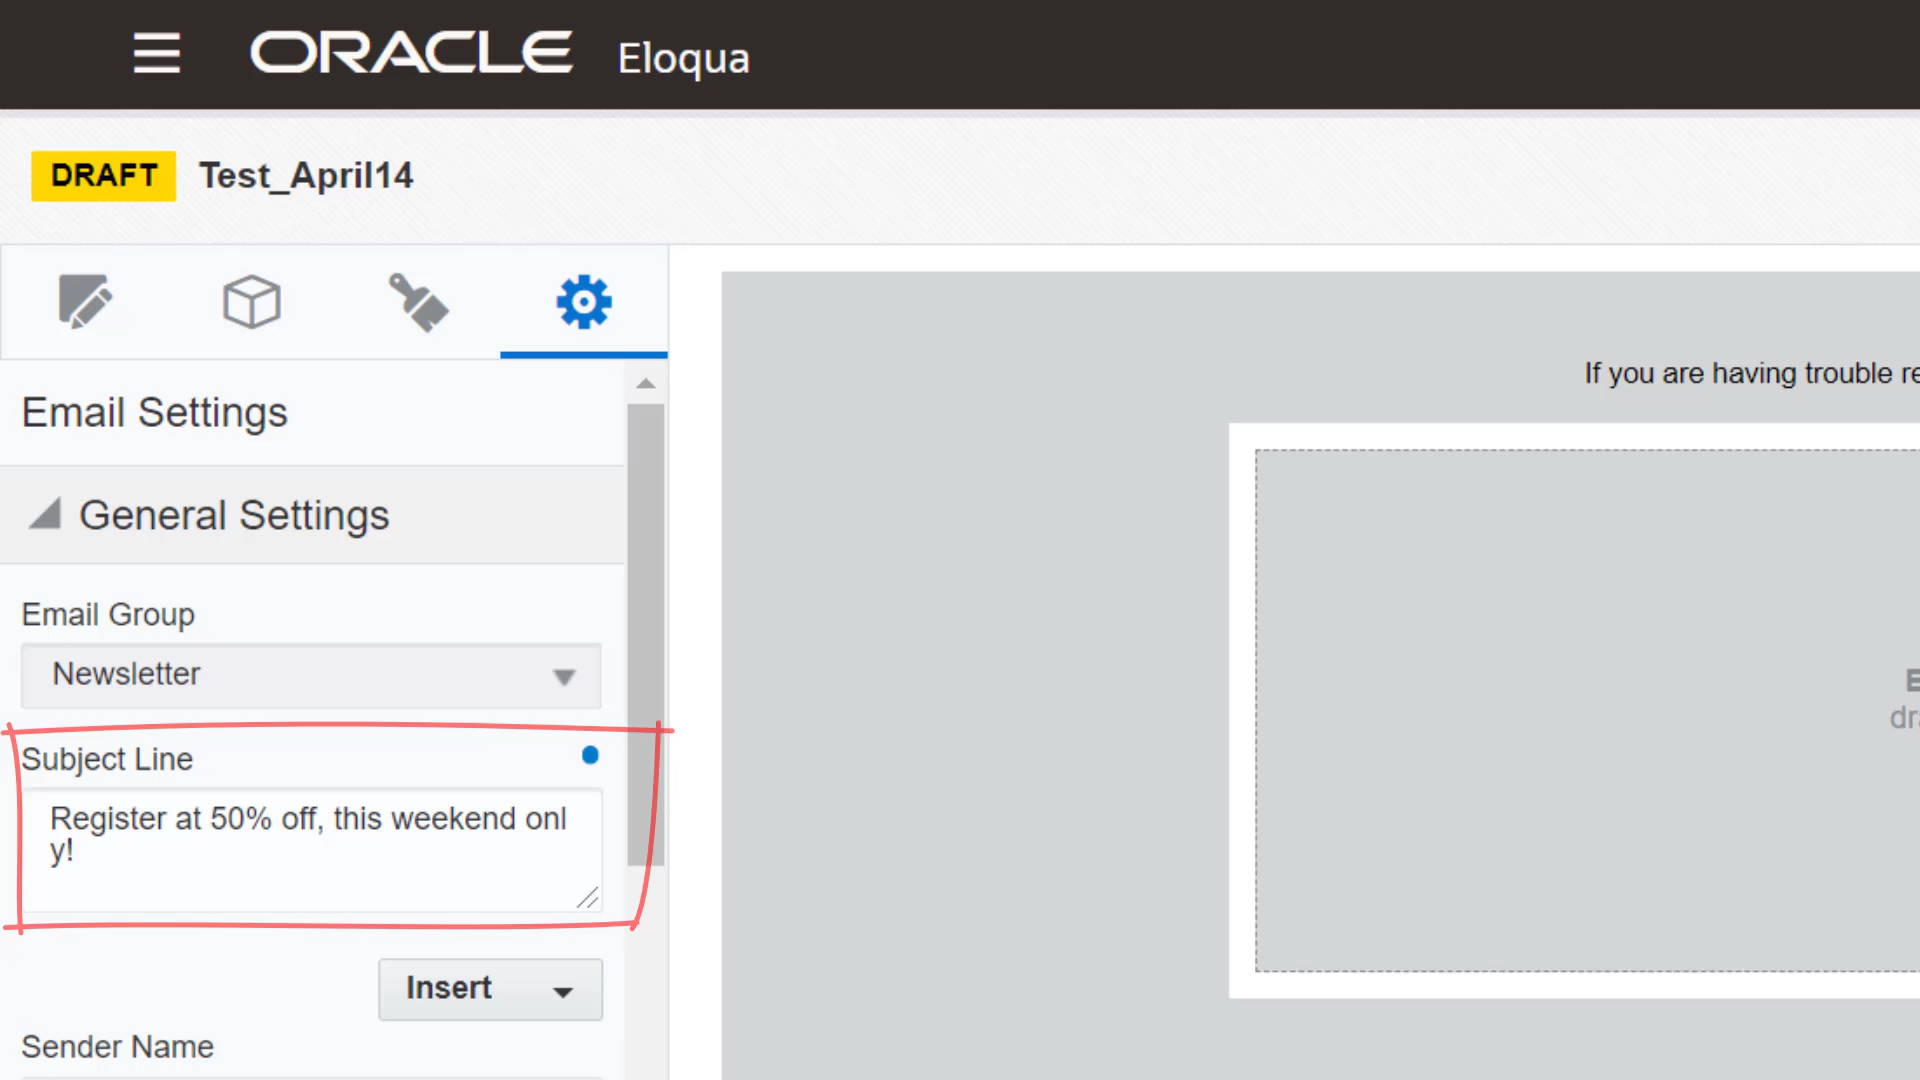 ORACLE Eloqua
DRAFT Test_April14
Email Settings
General Settings
Email Group
Newsletter
Subject Line
Register at 50% off, this weekend onl
y!
Insert
Sender Name
If you are having trouble